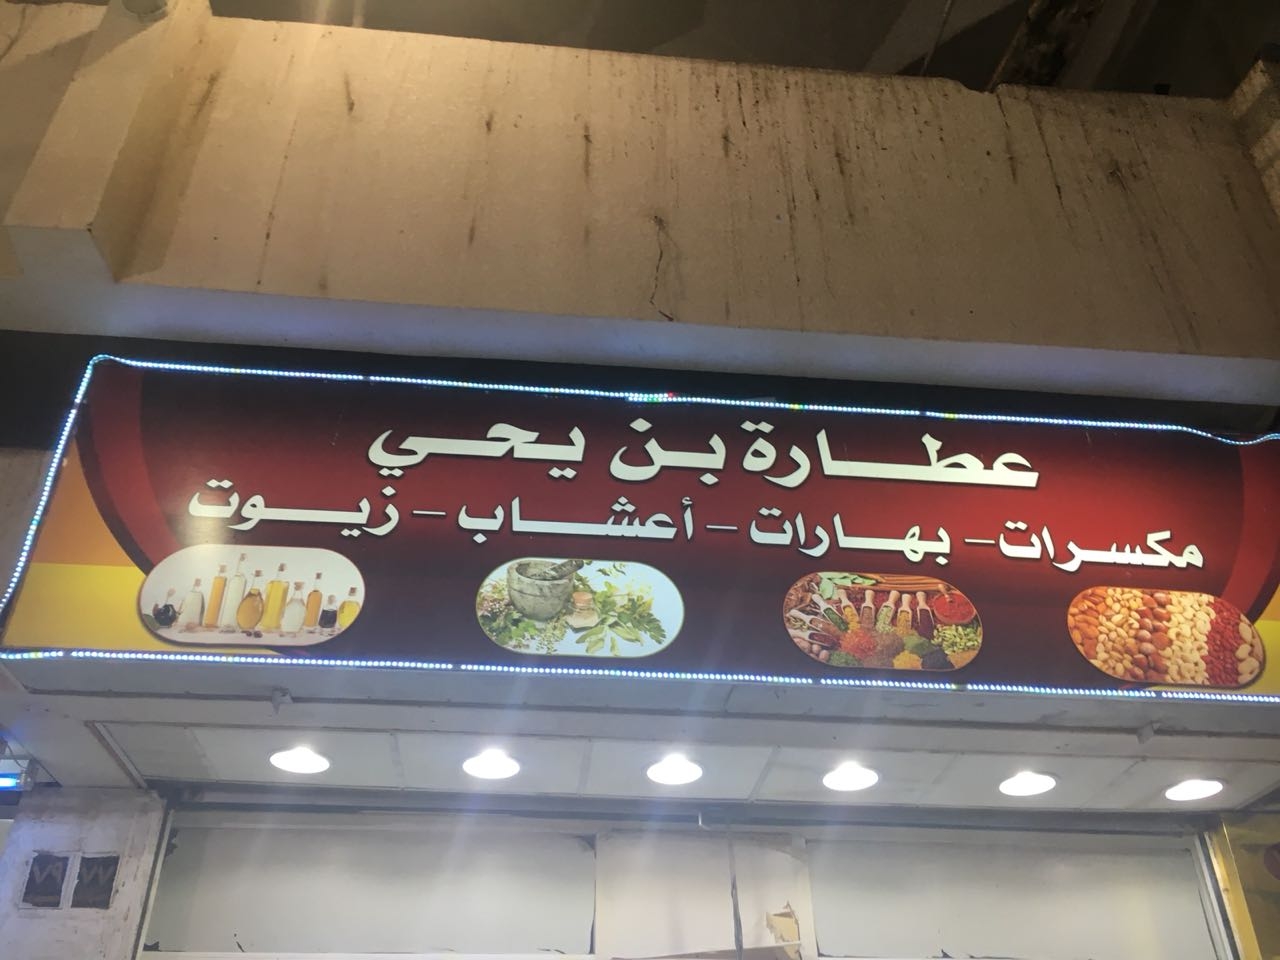 عطارة بن يحي
مكسرات - بهارات - أعشاب - زيوت